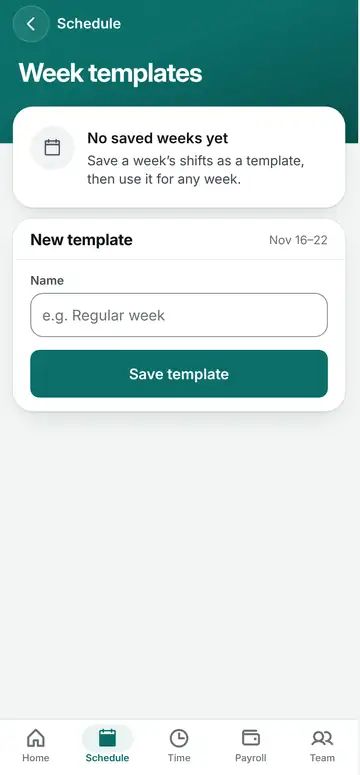 Schedule
Week templates
No saved weeks yet
Save a week’s shifts as a template,
then use it for any week.
New template
Nov 16–22
Name
e.g. Regular week
Save template
Home
Schedule
Time
Payroll
Team